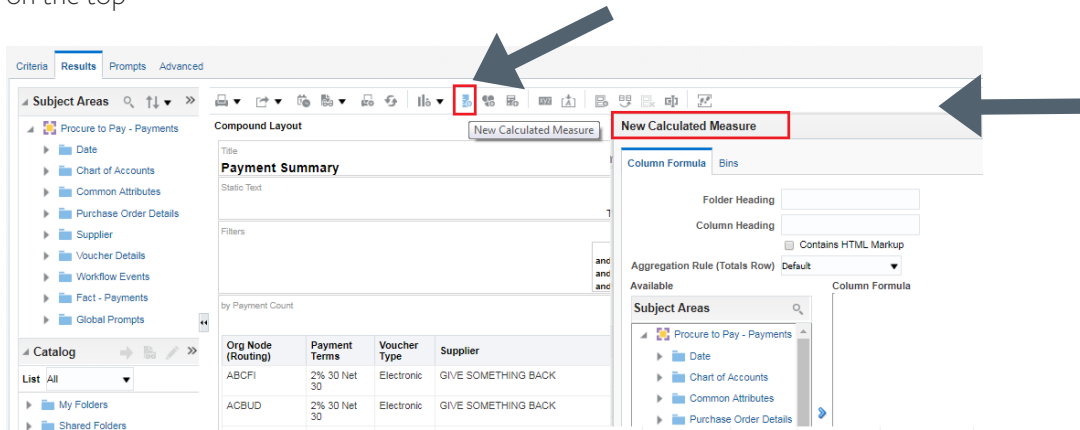 on the top
Criteria Results Prompts Advanced
Subject Areas
Procure to Pay - Payments
Date
Chart of Accounts
Common Attributes
Purchase Order Details
Supplier
Voucher Details
Workflow Events
Fact - Payments
Global Prompts
Catalog
List All
My Folders
Shared Folders
New Calculated Measure
Compound Layout
Title
Payment Summary
Static Text
T
Filters
and
and
and
by Payment Count
Org Node (Routing) Payment Terms Voucher Type Supplier
ABCFI 2% 30 Net 30 Electronic GIVE SOMETHING BACK
ACBUD 2% 30 Net 30 Electronic GIVE SOMETHING BACK
New Calculated Measure
Column Formula Bins
Folder Heading
Column Heading
Contains HTML Markup
Aggregation Rule (Totals Row) Default
Available Column Formula
Subject Areas
Procure to Pay - Payments
Date
Chart of Accounts
Common Attributes
Purchase Order Details